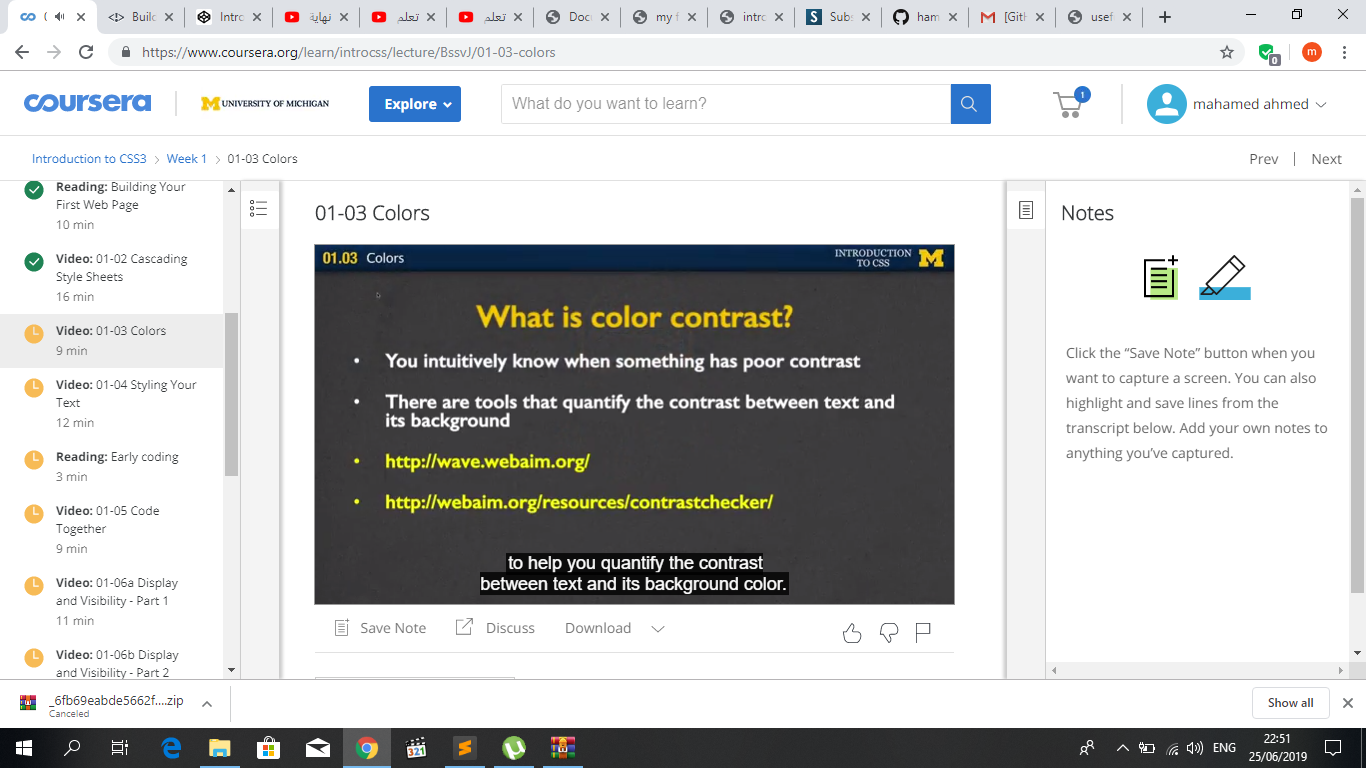 Builc
Intro
نهاية
تعلم
تعلم
Docu
my f
intro
Subs
ham
[Gitl
usef
https://www.coursera.org/learn/introcss/lecture/BssvJ/01-03-colors
0
m
coursera
UNIVERSITY OF MICHIGAN
Explore
What do you want to learn?
1
mahamed ahmed
Introduction to CSS3 > Week 1 > 01-03 Colors
Prev | Next
Reading: Building Your
First Web Page
10 min
Video: 01-02 Cascading
Style Sheets
16 min
Video: 01-03 Colors
9 min
Video: 01-04 Styling Your
Text
12 min
Reading: Early coding
3 min
Video: 01-05 Code
Together
9 min
Video: 01-06a Display
and Visibility - Part 1
11 min
Video: 01-06b Display
and Visibility - Part 2
01-03 Colors
01.03 Colors
INTRODUCTION
TO CSS
M
What is color contrast?
• You intuitively know when something has poor contrast
• There are tools that quantify the contrast between text and
its background
• http://wave.webaim.org/
• http://webaim.org/resources/contrastchecker/
to help you quantify the contrast
between text and its background color.
Save Note
Discuss
Download
Notes
Click the “Save Note” button when you
want to capture a screen. You can also
highlight and save lines from the
transcript below. Add your own notes to
anything you’ve captured.
_6fb69eabde5662f....zip
Canceled
Show all
321
ENG
22:51
25/06/2019